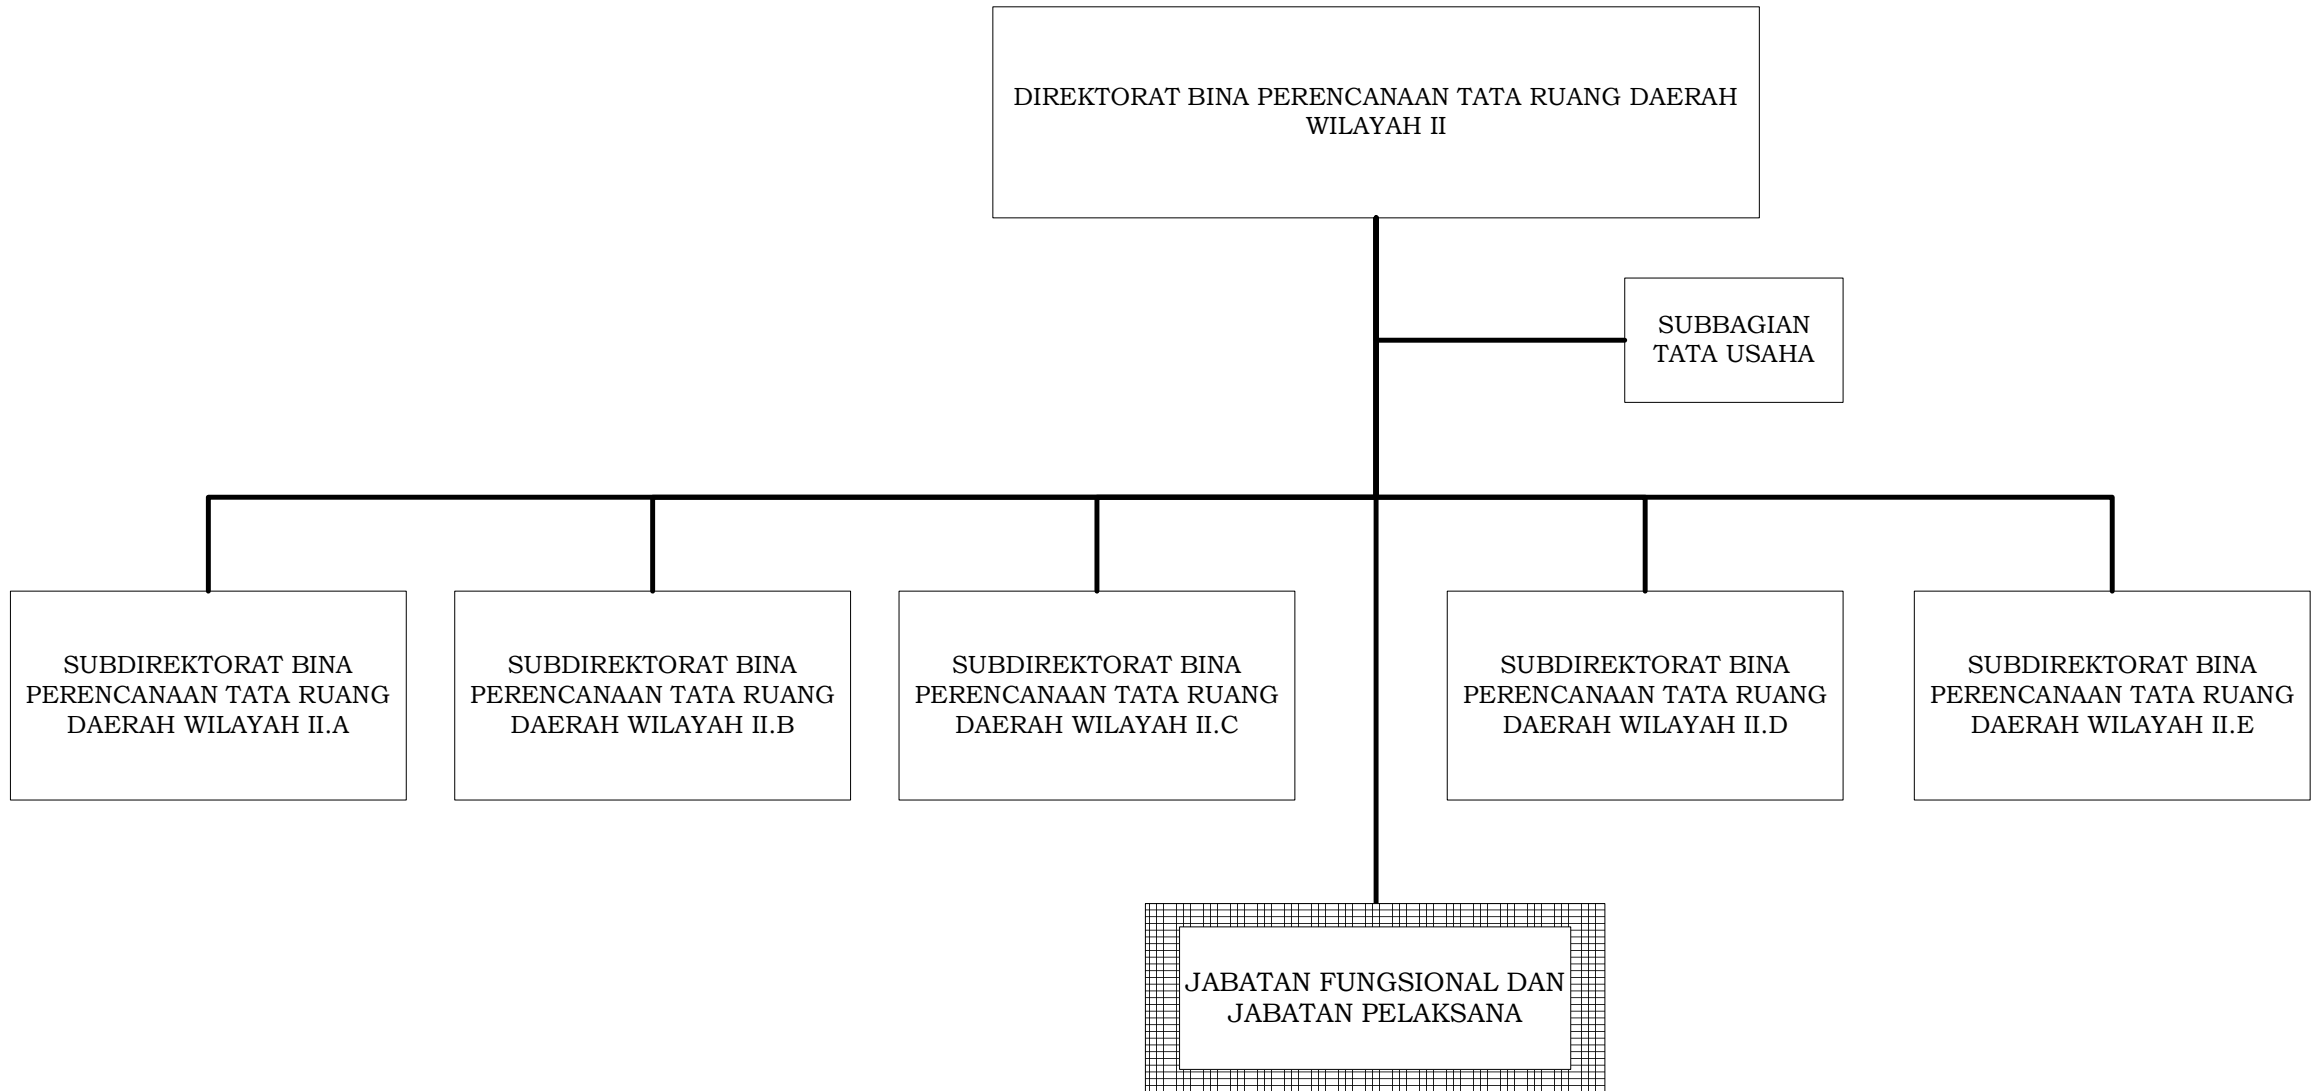 DIREKTORAT BINA PERENCANAAN TATA RUANG DAERAH
WILAYAH II
SUBBAGIAN
TATA USAHA
SUBDIREKTORAT BINA
PERENCANAAN TATA RUANG
DAERAH WILAYAH II.A
SUBDIREKTORAT BINA
PERENCANAAN TATA RUANG
DAERAH WILAYAH II.B
SUBDIREKTORAT BINA
PERENCANAAN TATA RUANG
DAERAH WILAYAH II.C
SUBDIREKTORAT BINA
PERENCANAAN TATA RUANG
DAERAH WILAYAH II.D
SUBDIREKTORAT BINA
PERENCANAAN TATA RUANG
DAERAH WILAYAH II.E
JABATAN FUNGSIONAL DAN
JABATAN PELAKSANA